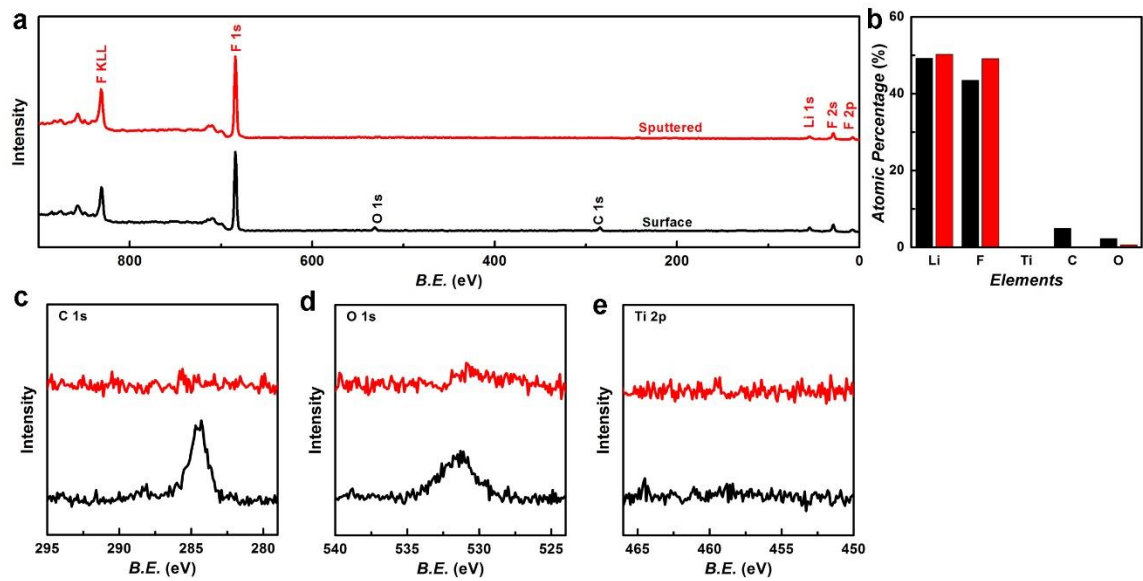 a
F KLL
F 1s
Sputtered
Li 1s
F 2s
F 2p
O 1s
C 1s
Surface
Intensity
800 600 400 200 0
B.E. (eV)
b
60
40
20
0
Atomic Percentage (%)
Li F Ti C O
Elements
c
C 1s
Intensity
295 290 285 280
B.E. (eV)
d
O 1s
Intensity
540 535 530 525
B.E. (eV)
e
Ti 2p
Intensity
465 460 455 450
B.E. (eV)